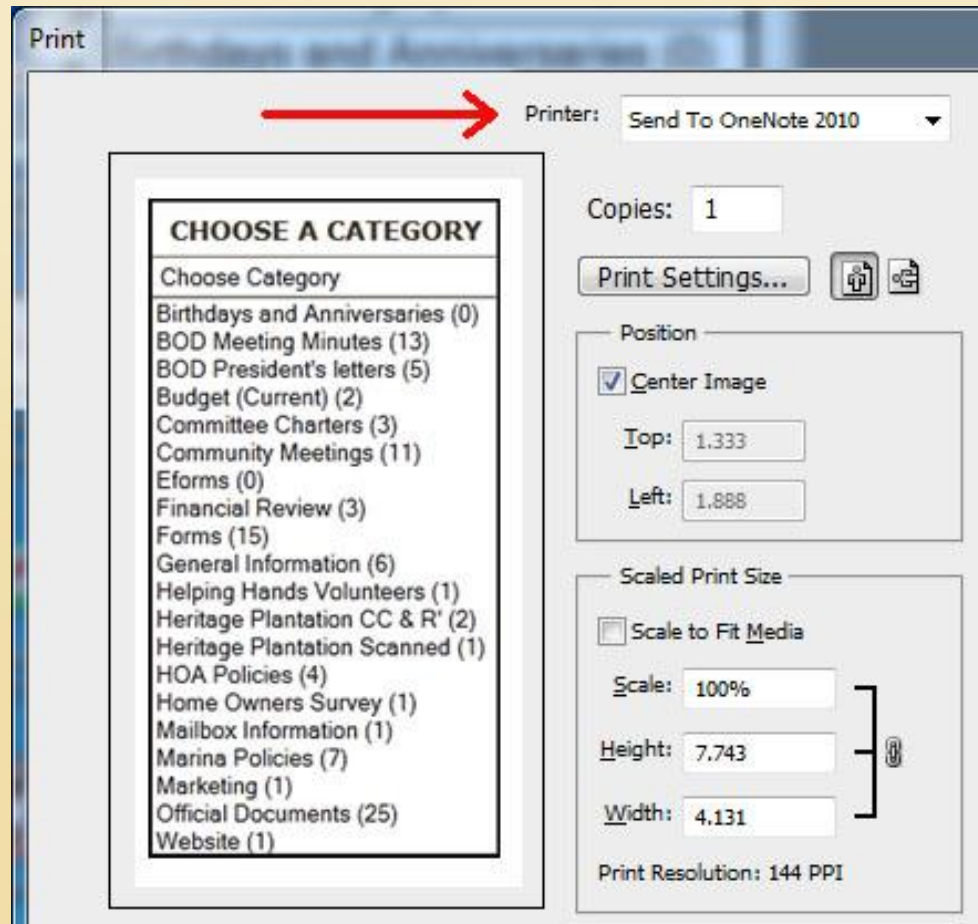 Print
Birthdays and Anniversaries (0)
Printer: Send To OneNote 2010
CHOOSE A CATEGORY
Choose Category
Birthdays and Anniversaries (0)
BOD Meeting Minutes (13)
BOD President's letters (5)
Budget (Current) (2)
Committee Charters (3)
Community Meetings (11)
Eforms (0)
Financial Review (3)
Forms (15)
General Information (6)
Helping Hands Volunteers (1)
Heritage Plantation CC & R' (2)
Heritage Plantation Scanned (1)
HOA Policies (4)
Home Owners Survey (1)
Mailbox Information (1)
Marina Policies (7)
Marketing (1)
Official Documents (25)
Website (1)
Copies: 1
Print Settings...
Position
Center Image
Top: 1.333
Left: 1.888
Scaled Print Size
Scale to Fit Media
Scale: 100%
Height: 7.743
Width: 4.131
Print Resolution: 144 PPI